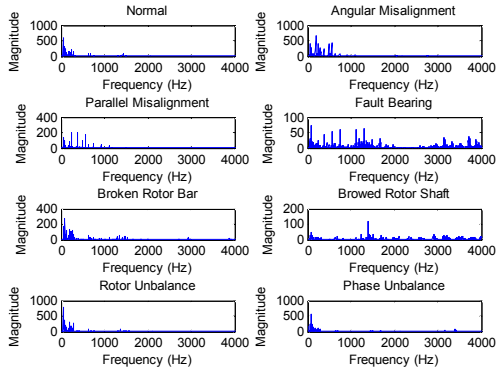 Normal
Magnitude
1000
500
0
0 1000 2000 3000 4000
Frequency (Hz)
Angular Misalignment
Magnitude
1000
500
0
0 1000 2000 3000 4000
Frequency (Hz)
Parallel Misalignment
Magnitude
400
200
0
0 1000 2000 3000 4000
Frequency (Hz)
Fault Bearing
Magnitude
100
50
0
0 1000 2000 3000 4000
Frequency (Hz)
Broken Rotor Bar
Magnitude
400
200
0
0 1000 2000 3000 4000
Frequency (Hz)
Browed Rotor Shaft
Magnitude
200
100
0
0 1000 2000 3000 4000
Frequency (Hz)
Rotor Unbalance
Magnitude
1000
500
0
0 1000 2000 3000 4000
Frequency (Hz)
Phase Unbalance
Magnitude
1000
500
0
0 1000 2000 3000 4000
Frequency (Hz)